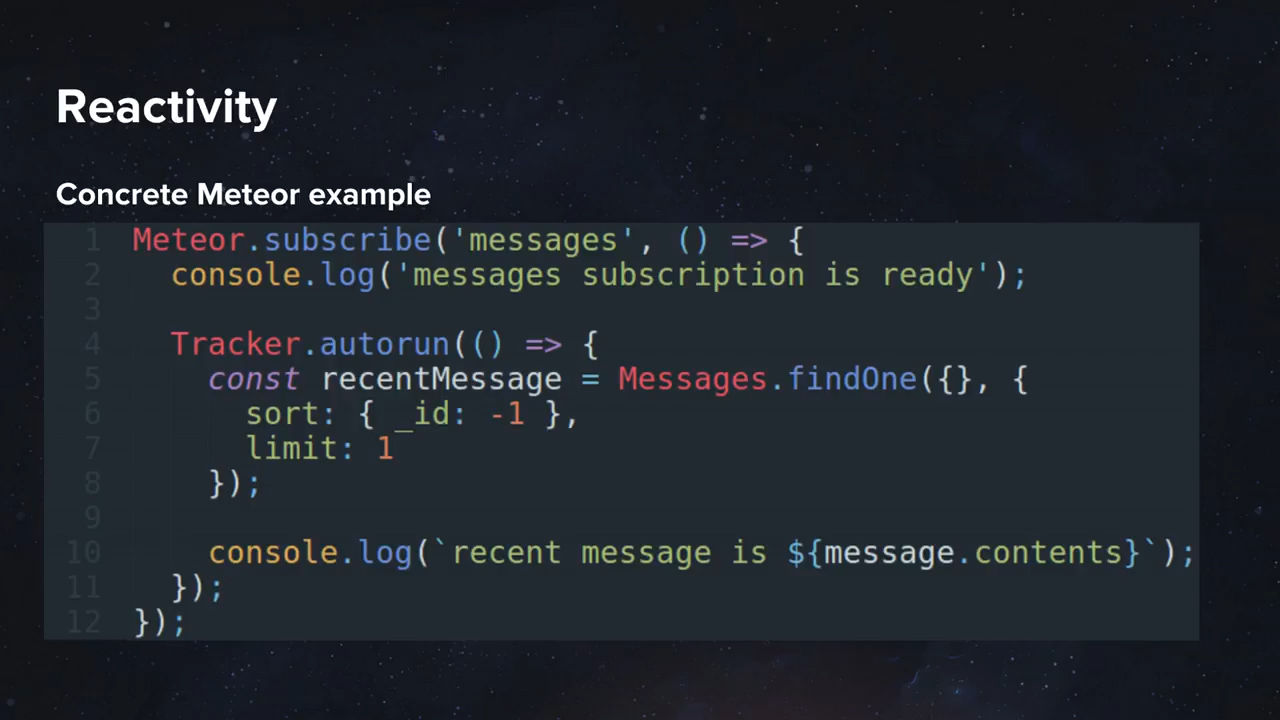 Reactivity
Concrete Meteor example
1 Meteor.subscribe('messages', () => {
2   console.log('messages subscription is ready');
3
4   Tracker.autorun(() => {
5     const recentMessage = Messages.findOne({}, {
6       sort: { _id: -1 },
7       limit: 1
8     });
9
10     console.log(`recent message is ${message.contents}`);
11   });
12 });